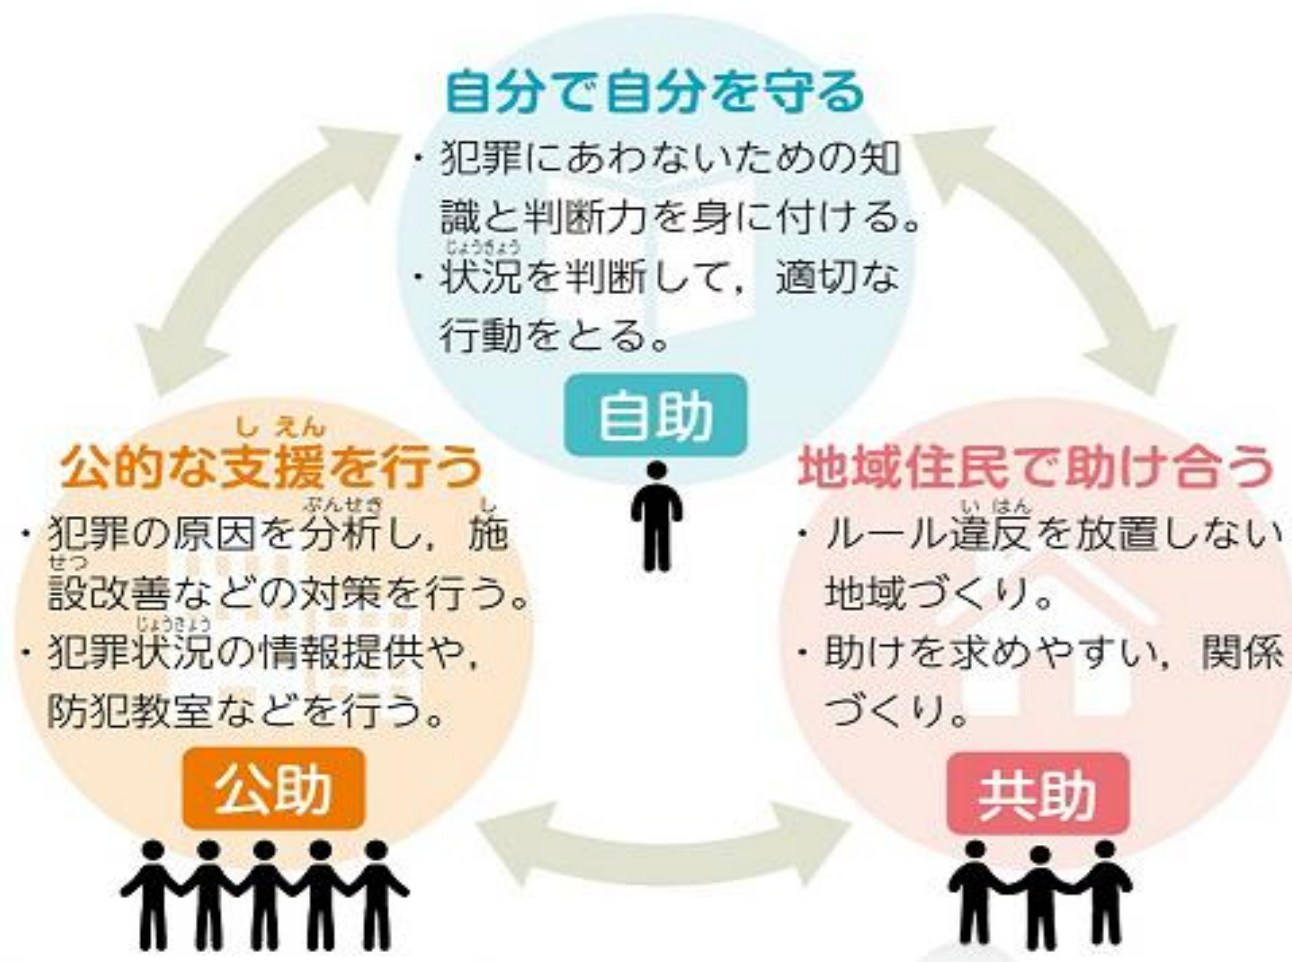 自分で自分を守る
・犯罪にあわないための知
識と判断力を身に付ける。
じょうきょう
・状況を判断して，適切な
行動をとる。
自助
しえん
公的な支援を行う
ぶんせき し
・犯罪の原因を分析し，施
せつ
設改善などの対策を行う。
じょうきょう
・犯罪状況の情報提供や，
防犯教室などを行う。
公助
地域住民で助け合う
いはん
・ルール違反を放置しない
地域づくり。
・助けを求めやすい，関係
づくり。
共助